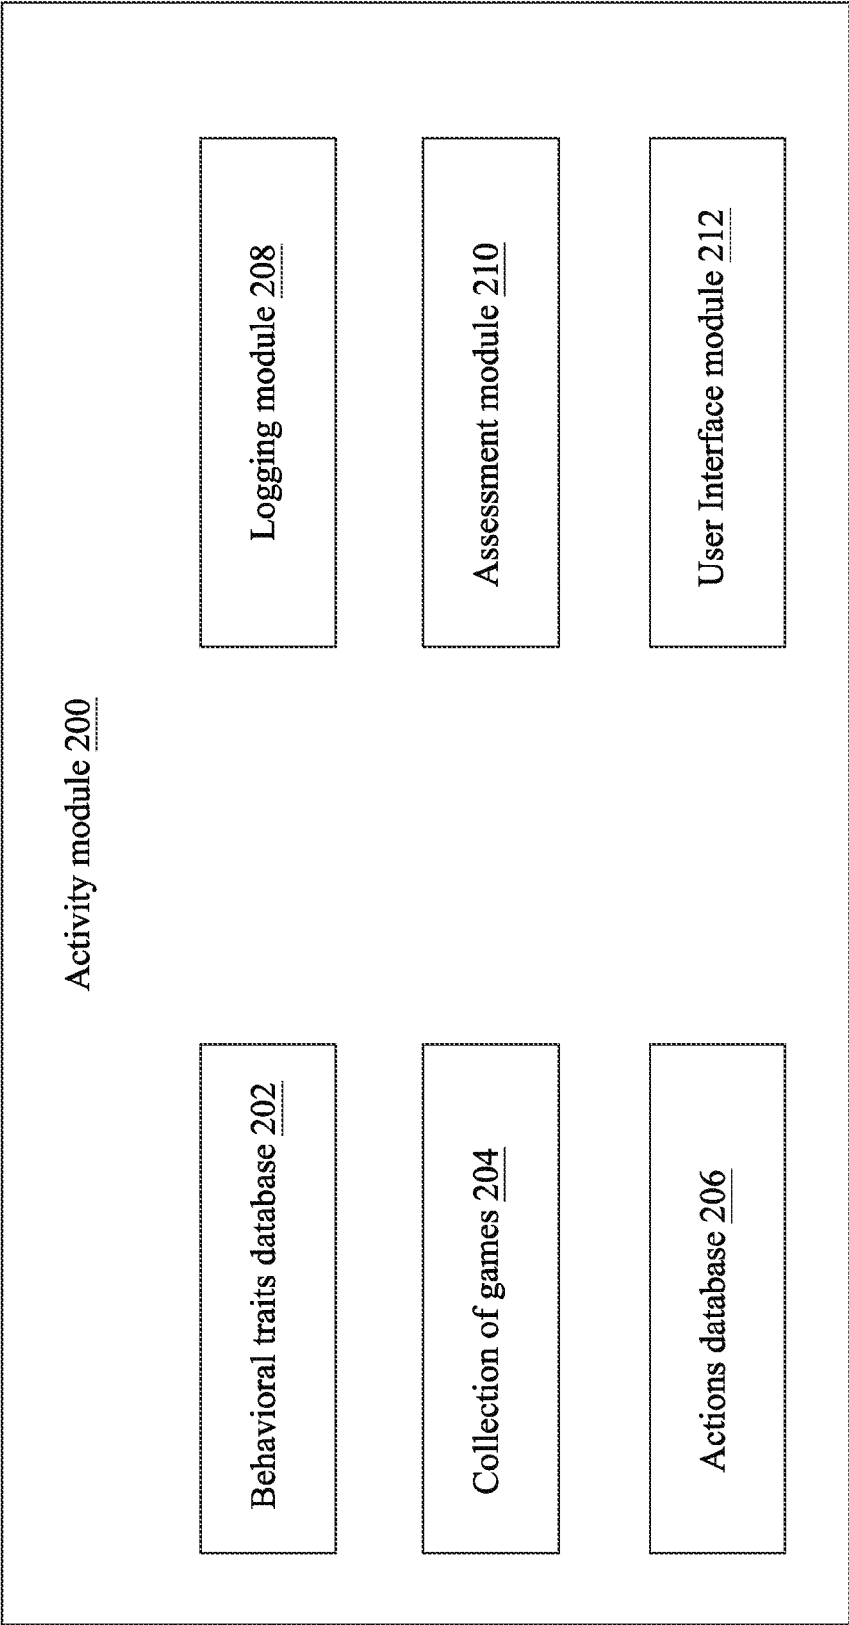 Activity module 200
Behavioral traits database 202
Collection of games 204
Actions database 206
Logging module 208
Assessment module 210
User Interface module 212